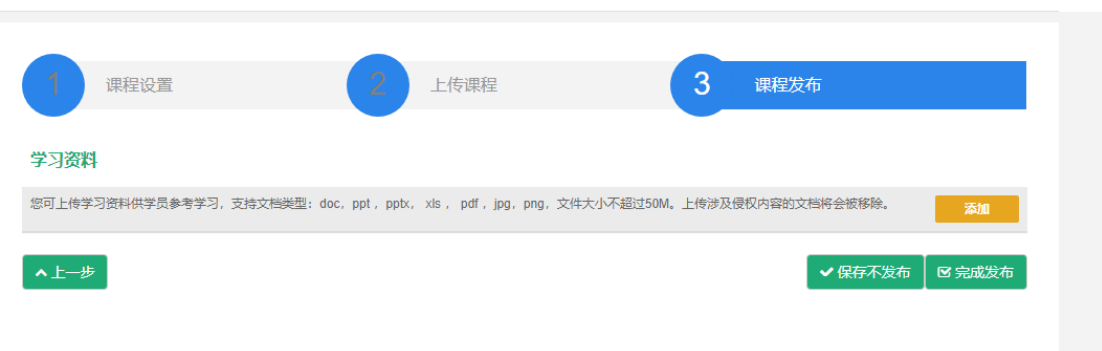 1 课程设置 2 上传课程 3 课程发布
学习资料
您可上传学习资料供学员参考学习，支持文档类型：doc，ppt，pptx， xls， pdf，jpg，png，文件大小不超过50M。上传涉及侵权内容的文档将会被移除。 添加
上一步 保存不发布 完成发布